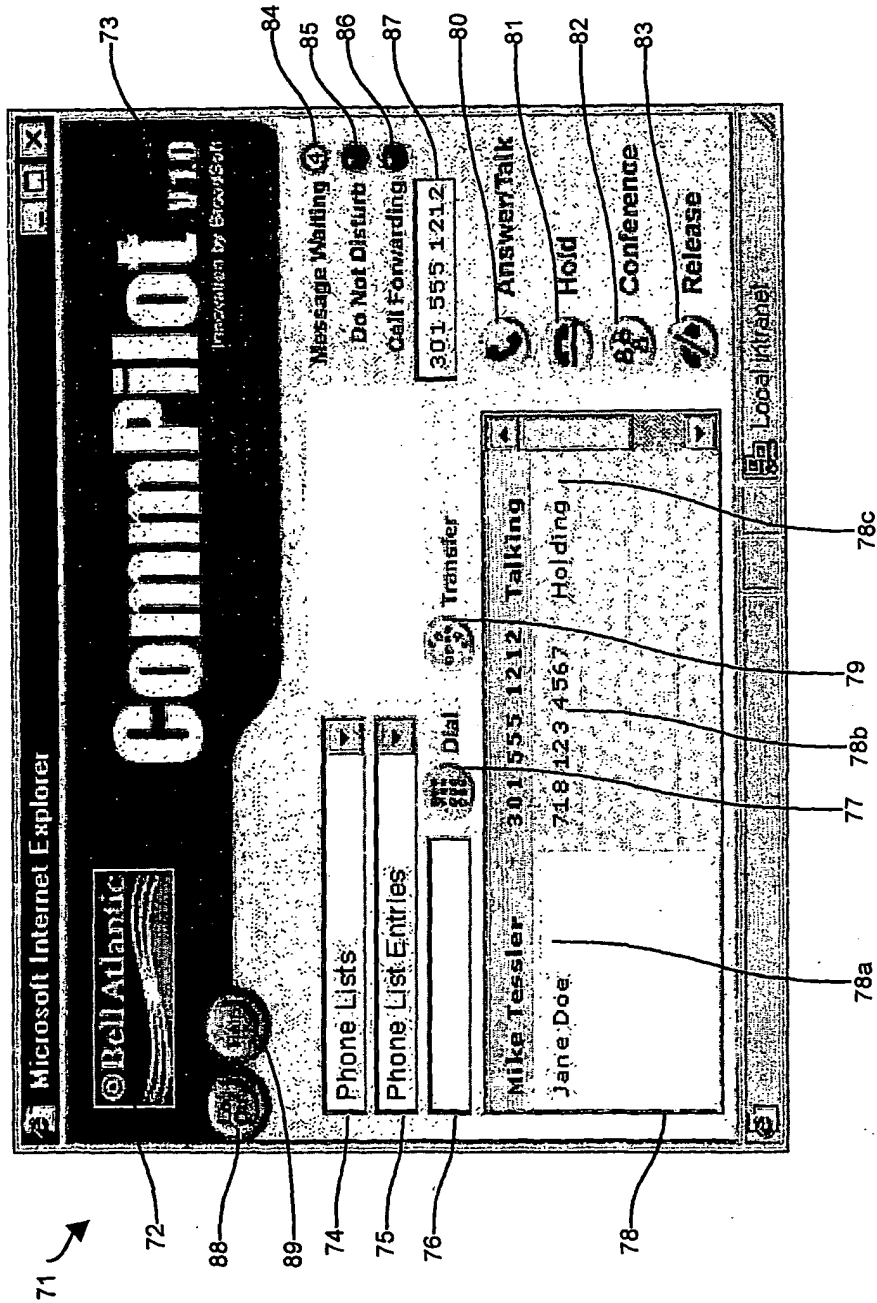 71
Microsoft Internet Explorer
72
Bell Atlantic
CommPilot V 1.0
73
Innovation by BroadSoft
88
89
Message Waiting 4
84
74
Phone Lists
Do Not Disturb
85
75
Phone List Entries
Call Forwarding
86
76
Dial
Transfer
301 555 1212
87
Answer/Talk
80
Mike Tessler 301 555 1212 Talking
Jane Doe 718 123 4567 Holding
Hold
81
Conference
82
78
Release
83
Local intranet
78a
77
78b
79
78c